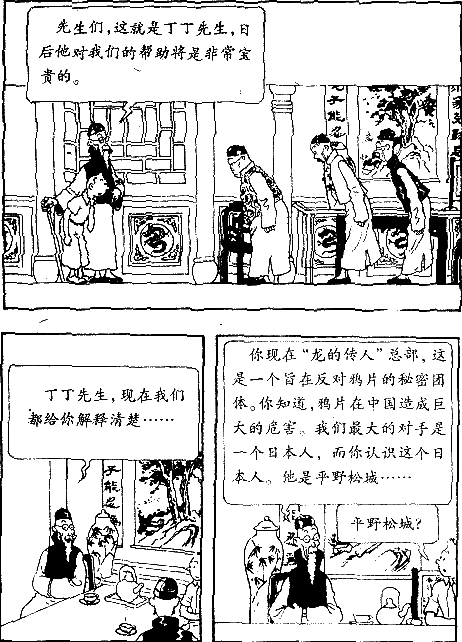 先生们，这就是丁丁先生，日
后他对我们的帮助将是非常宝
贵的。
丁丁先生，现在我们
都给你解释清楚……
你现在“龙的传人”总部，这
是一个旨在反对鸦片的秘密团
体。你知道，鸦片在中国造成巨
大的危害。我们最大的对手是
一个日本人，而你认识这个日
本人。他是平野松城……
平野松城？